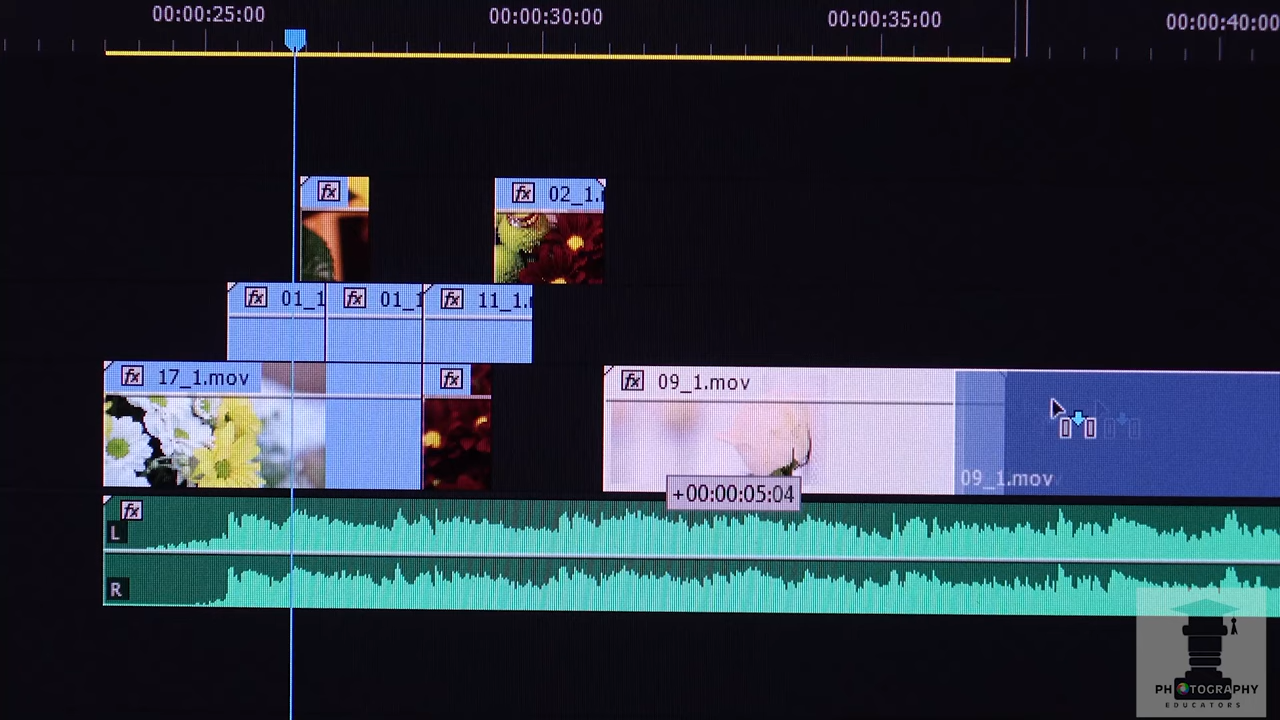 00:00:25:00 00:00:30:00 00:00:35:00 00:00:40:00
fx fx 02_1.
fx 01_1 fx 01_1 fx 11_1.
fx 17_1.mov fx fx 09_1.mov
09_1.mov
+00:00:05:04
fx
L
R
PHOTOGRAPHY
EDUCATORS